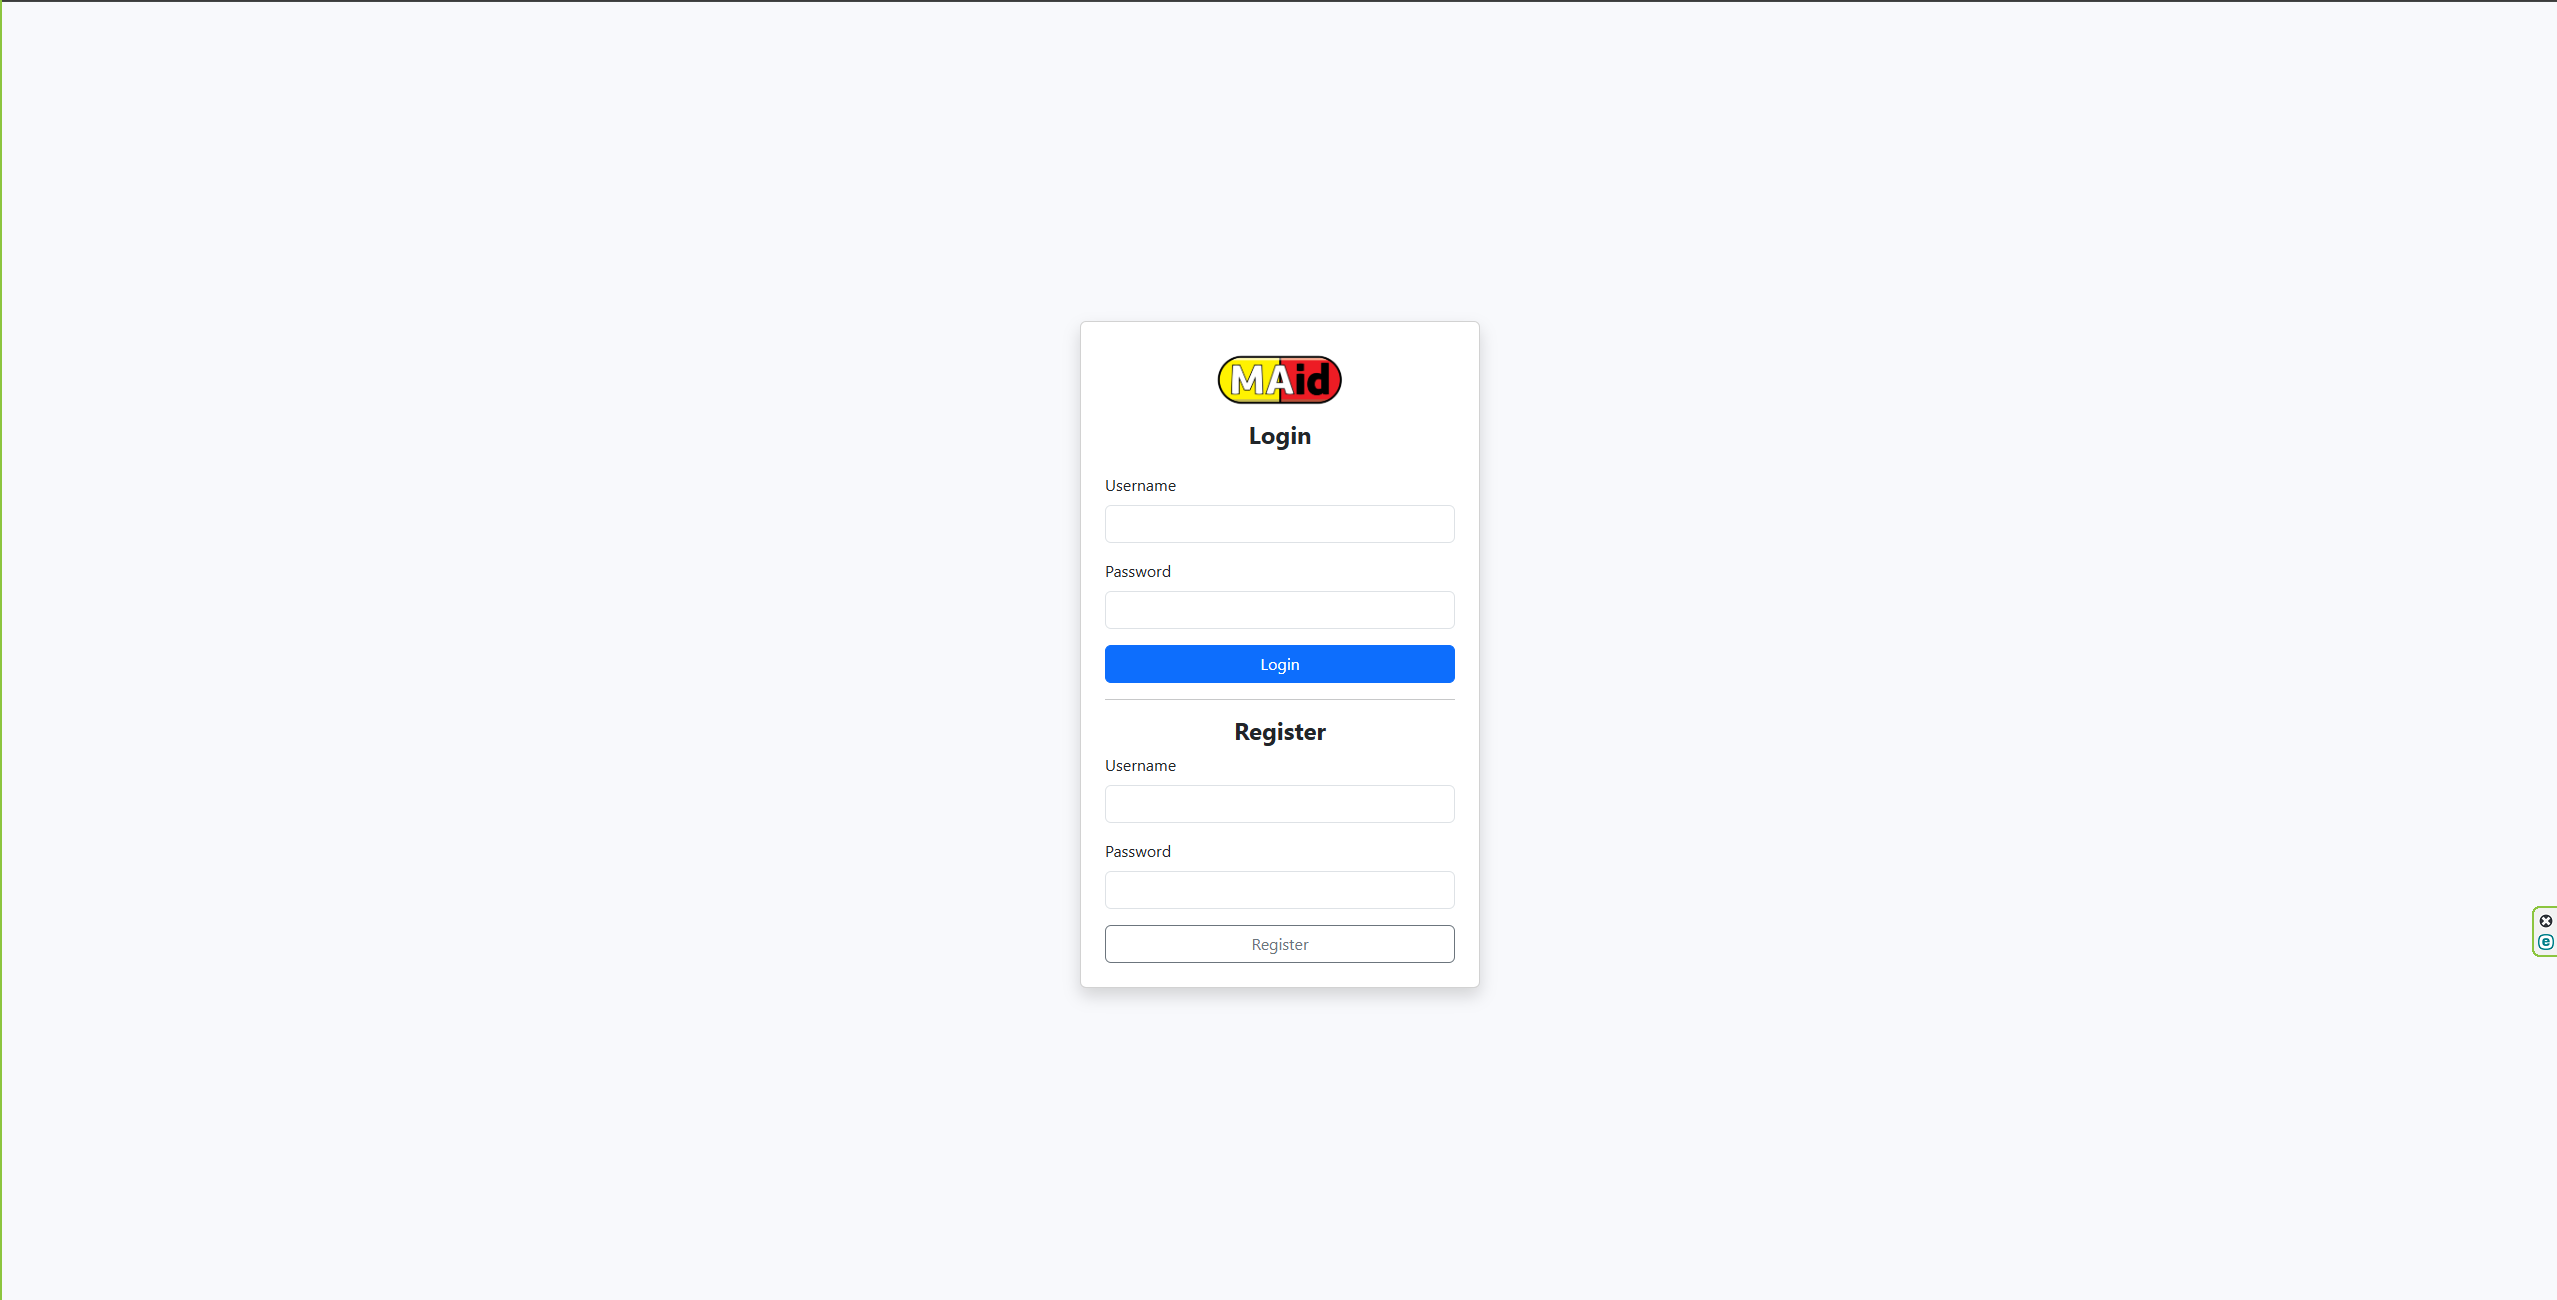 MAid
Login
Username
Password
Login
Register
Username
Password
Register
e